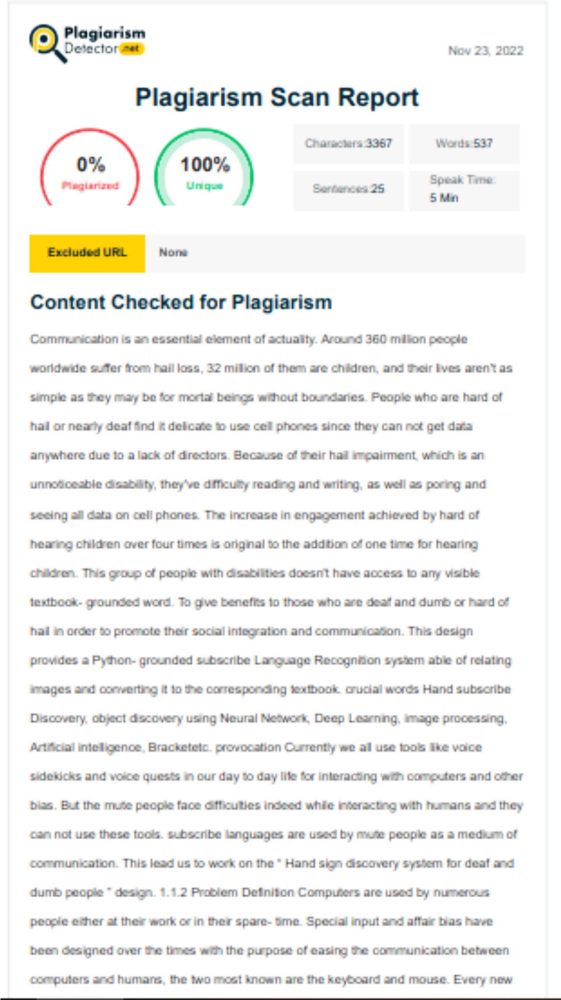 Plagiarism
Detector.net
Nov 23, 2022
Plagiarism Scan Report
0%
Plagiarized
100%
Unique
Characters:3367
Words:537
Sentences:25
Speak Time:
5 Min
Excluded URL
None
Content Checked for Plagiarism
Communication is an essential element of actuality. Around 360 million people
worldwide suffer from hail loss, 32 million of them are children, and their lives aren't as
simple as they may be for mortal beings without boundaries. People who are hard of
hail or nearly deaf find it delicate to use cell phones since they can not get data
anywhere due to a lack of directors. Because of their hail impairment, which is an
unnoticeable disability, they've difficulty reading and writing, as well as poring and
seeing all data on cell phones. The increase in engagement achieved by hard of
hearing children over four times is original to the addition of one time for hearing
children. This group of people with disabilities doesn't have access to any visible
textbook- grounded word. To give benefits to those who are deaf and dumb or hard of
hail in order to promote their social integration and communication. This design
provides a Python- grounded subscribe Language Recognition system able of relating
images and converting it to the corresponding textbook. crucial words Hand subscribe
Discovery, object discovery using Neural Network, Deep Learning, image processing,
Artificial intelligence, Bracketetc. provocation Currently we all use tools like voice
sidekicks and voice quests in our day to day life for interacting with computers and other
bias. But the mute people face difficulties indeed while interacting with humans and they
can not use these tools. subscribe languages are used by mute people as a medium of
communication. This lead us to work on the " Hand sign discovery system for deaf and
dumb people " design. 1.1.2 Problem Definition Computers are used by numerous
people either at their work or in their spare- time. Special input and affair bias have
been designed over the times with the purpose of easing the communication between
computers and humans, the two most known are the keyboard and mouse. Every new